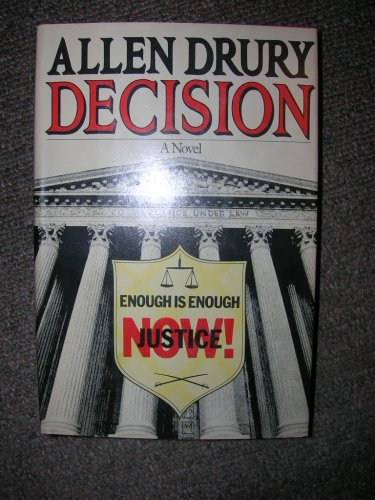 ALLEN DRURY
DECISION
A Novel
UNDER LAW
ENOUGH IS ENOUGH
JUSTICE
NOW!